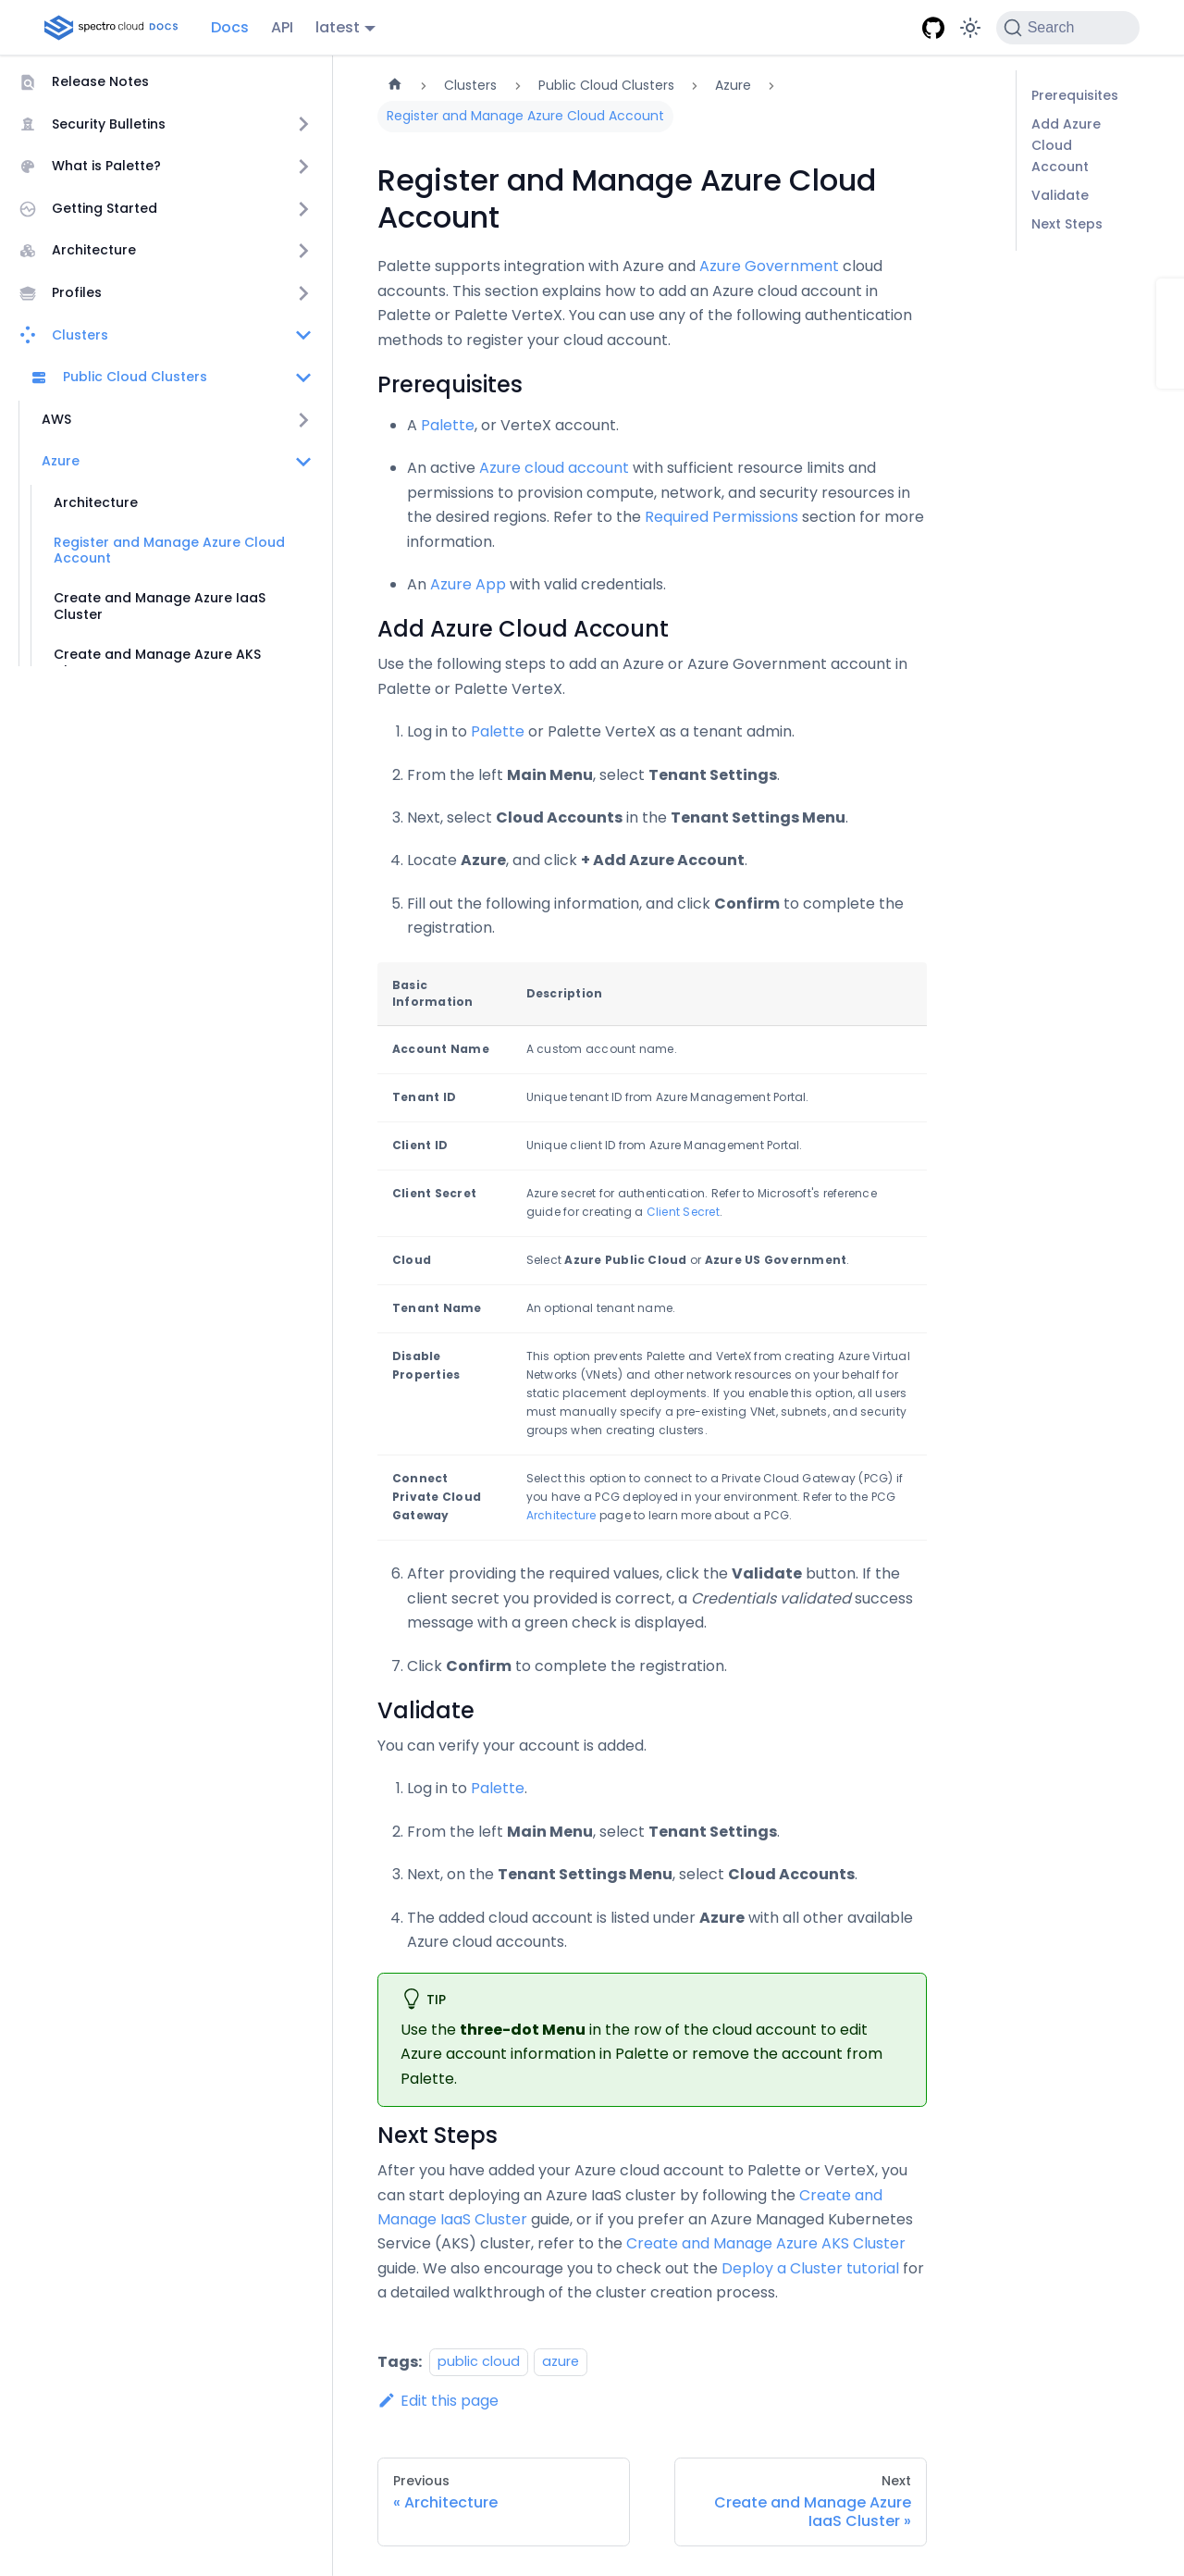 spectro cloud DOCS
Docs
API
latest
Search
Release Notes
Security Bulletins
What is Palette?
Getting Started
Architecture
Profiles
Clusters
Public Cloud Clusters
AWS
Azure
Architecture
Register and Manage Azure Cloud
Account
Create and Manage Azure IaaS
Cluster
Create and Manage Azure AKS
Clusters
Public Cloud Clusters
Azure
Register and Manage Azure Cloud Account
Register and Manage Azure Cloud
Account
Palette supports integration with Azure and Azure Government cloud
accounts. This section explains how to add an Azure cloud account in
Palette or Palette VerteX. You can use any of the following authentication
methods to register your cloud account.
Prerequisites
A Palette, or VerteX account.
An active Azure cloud account with sufficient resource limits and
permissions to provision compute, network, and security resources in
the desired regions. Refer to the Required Permissions section for more
information.
An Azure App with valid credentials.
Add Azure Cloud Account
Use the following steps to add an Azure or Azure Government account in
Palette or Palette VerteX.
1. Log in to Palette or Palette VerteX as a tenant admin.
2. From the left Main Menu, select Tenant Settings.
3. Next, select Cloud Accounts in the Tenant Settings Menu.
4. Locate Azure, and click + Add Azure Account.
5. Fill out the following information, and click Confirm to complete the
registration.
Basic
Information
Description
Account Name
A custom account name.
Tenant ID
Unique tenant ID from Azure Management Portal.
Client ID
Unique client ID from Azure Management Portal.
Client Secret
Azure secret for authentication. Refer to Microsoft's reference
guide for creating a Client Secret.
Cloud
Select Azure Public Cloud or Azure US Government.
Tenant Name
An optional tenant name.
Disable
Properties
This option prevents Palette and VerteX from creating Azure Virtual
Networks (VNets) and other network resources on your behalf for
static placement deployments. If you enable this option, all users
must manually specify a pre-existing VNet, subnets, and security
groups when creating clusters.
Connect
Private Cloud
Gateway
Select this option to connect to a Private Cloud Gateway (PCG) if
you have a PCG deployed in your environment. Refer to the PCG
Architecture page to learn more about a PCG.
6. After providing the required values, click the Validate button. If the
client secret you provided is correct, a Credentials validated success
message with a green check is displayed.
7. Click Confirm to complete the registration.
Validate
You can verify your account is added.
1. Log in to Palette.
2. From the left Main Menu, select Tenant Settings.
3. Next, on the Tenant Settings Menu, select Cloud Accounts.
4. The added cloud account is listed under Azure with all other available
Azure cloud accounts.
TIP
Use the three-dot Menu in the row of the cloud account to edit
Azure account information in Palette or remove the account from
Palette.
Next Steps
After you have added your Azure cloud account to Palette or VerteX, you
can start deploying an Azure IaaS cluster by following the Create and
Manage IaaS Cluster guide, or if you prefer an Azure Managed Kubernetes
Service (AKS) cluster, refer to the Create and Manage Azure AKS Cluster
guide. We also encourage you to check out the Deploy a Cluster tutorial for
a detailed walkthrough of the cluster creation process.
Tags: public cloud azure
Edit this page
Previous
« Architecture
Next
Create and Manage Azure
IaaS Cluster »
Prerequisites
Add Azure
Cloud
Account
Validate
Next Steps